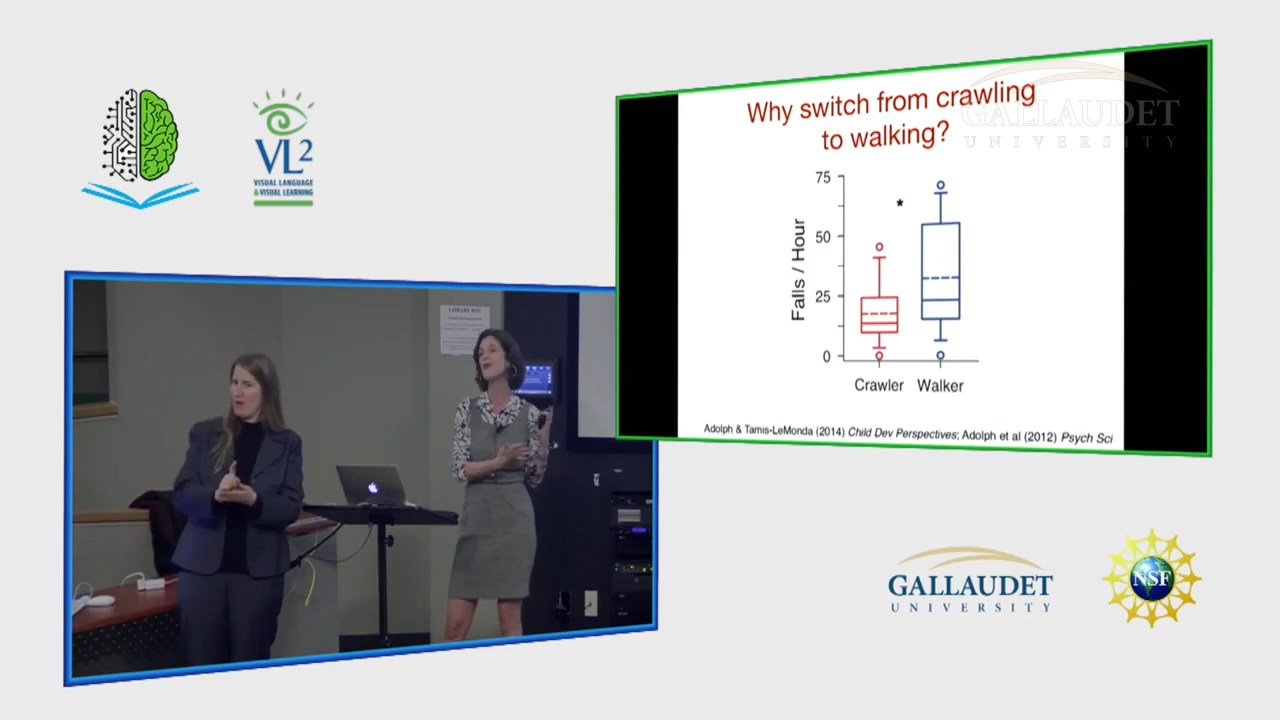 VL2
VISUAL LANGUAGE
& VISUAL LEARNING
Why switch from crawling
to walking?
GALLAUDET
UNIVERSITY
75
50
25
0
Falls / Hour
*
Crawler
Walker
Adolph & Tamis-LeMonda (2014) Child Dev Perspectives; Adolph et al (2012) Psych Sci
GALLAUDET
UNIVERSITY
NSF